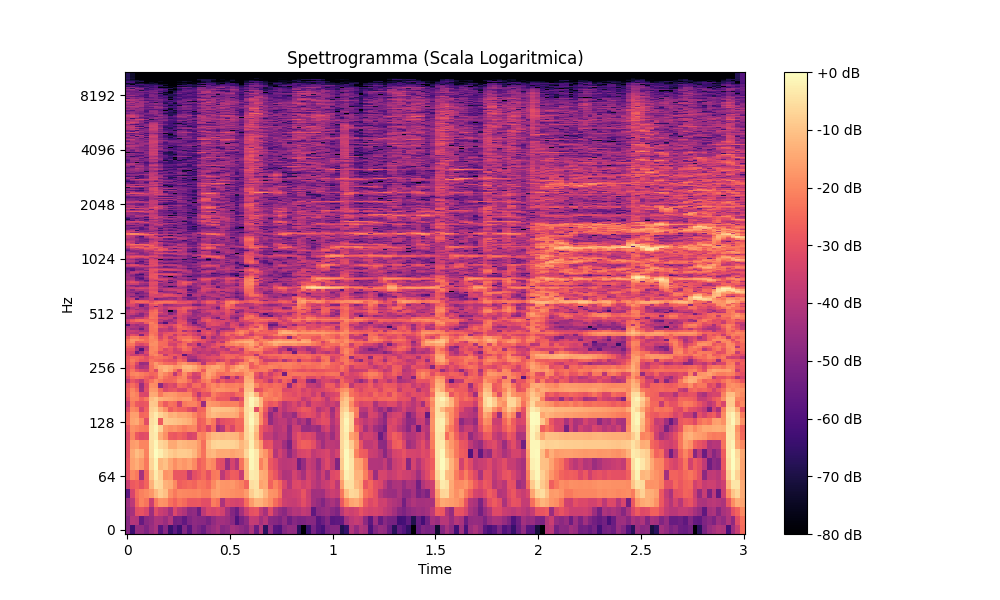 Spettrogramma (Scala Logaritmica)
Hz
8192
4096
2048
1024
512
256
128
64
0
0 0.5 1 1.5 2 2.5 3
Time
+0 dB
-10 dB
-20 dB
-30 dB
-40 dB
-50 dB
-60 dB
-70 dB
-80 dB